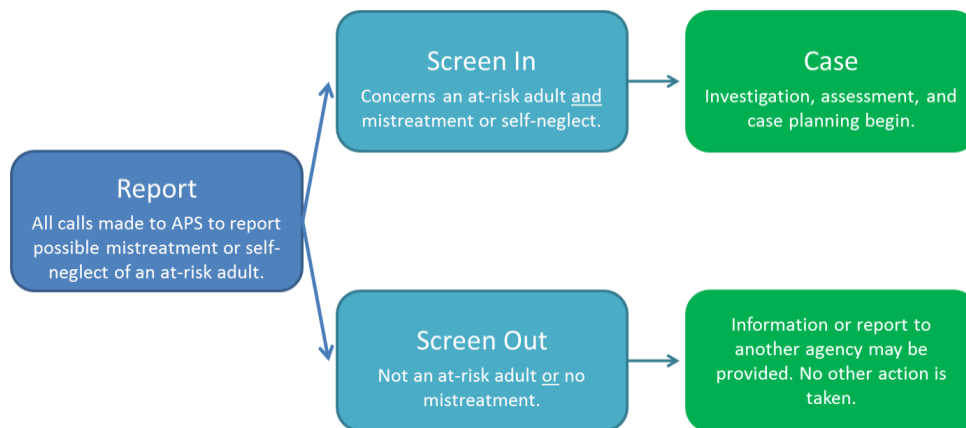 Report
All calls made to APS to report
possible mistreatment or self-
neglect of an at-risk adult.
Screen In
Concerns an at-risk adult and
mistreatment or self-neglect.
Case
Investigation, assessment, and
case planning begin.
Screen Out
Not an at-risk adult or no
mistreatment.
Information or report to
another agency may be
provided. No other action is
taken.